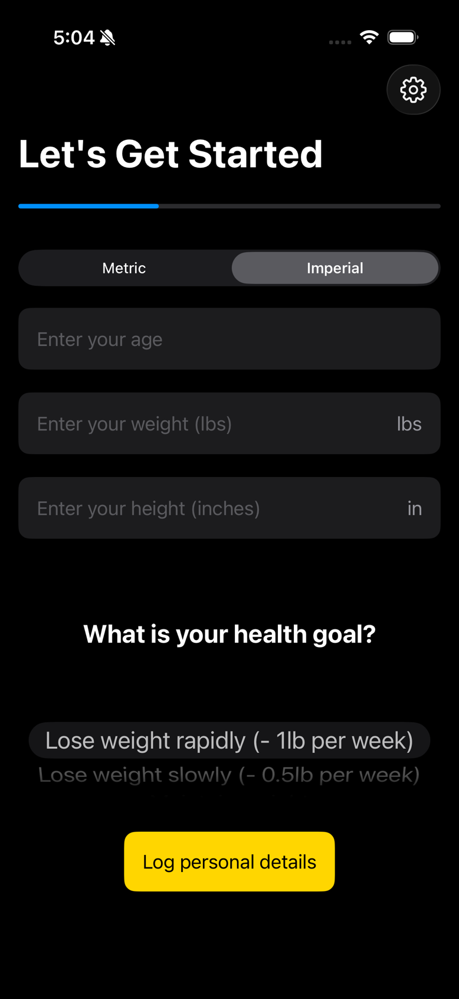 5:04
Let's Get Started
Metric Imperial
Enter your age
Enter your weight (lbs) lbs
Enter your height (inches) in
What is your health goal?
Lose weight rapidly (- 1lb per week)
Lose weight slowly (- 0.5lb per week)
Log personal details